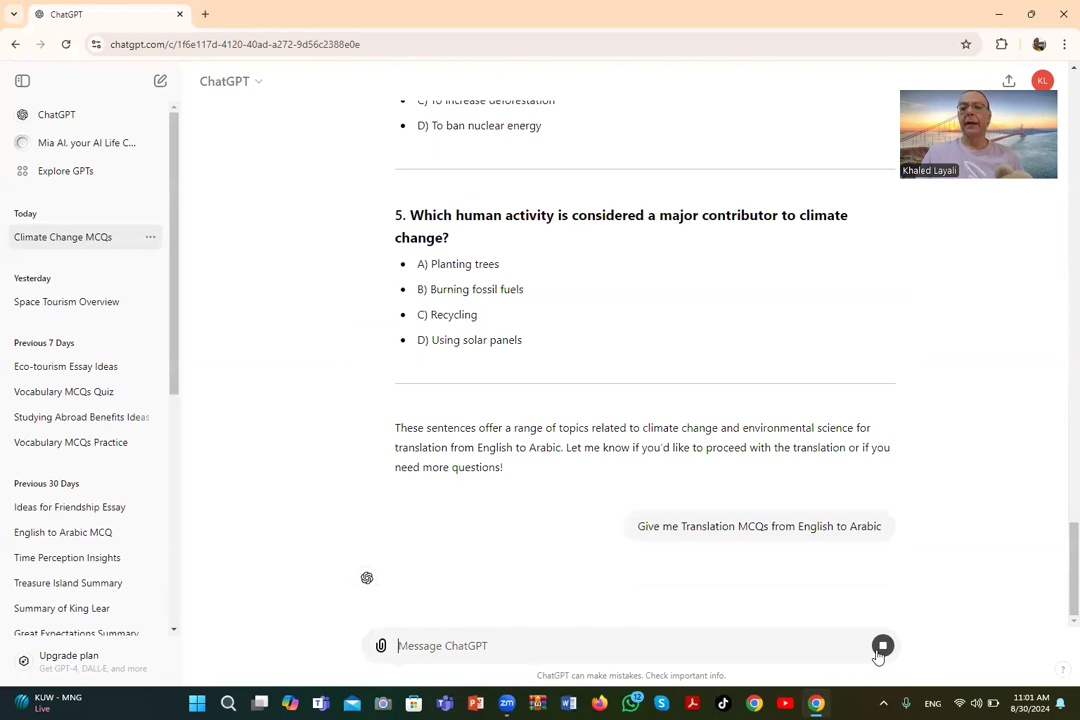 ChatGPT
chatgpt.com/c/1f6e117d-4120-40ad-a272-9d56c2388e0e
ChatGPT
KL
ChatGPT
Mia AI, your AI Life C...
Explore GPTs
Today
Climate Change MCQs
Yesterday
Space Tourism Overview
Previous 7 Days
Eco-tourism Essay Ideas
Vocabulary MCQs Quiz
Studying Abroad Benefits Ideas
Vocabulary MCQs Practice
Previous 30 Days
Ideas for Friendship Essay
English to Arabic MCQ
Time Perception Insights
Treasure Island Summary
Summary of King Lear
Great Expectations Summary
Upgrade plan
Get GPT-4, DALL-E, and more
C) To increase deforestation
D) To ban nuclear energy
Khaled Layali
5. Which human activity is considered a major contributor to climate
change?
A) Planting trees
B) Burning fossil fuels
C) Recycling
D) Using solar panels
These sentences offer a range of topics related to climate change and environmental science for
translation from English to Arabic. Let me know if you'd like to proceed with the translation or if you
need more questions!
Give me Translation MCQs from English to Arabic
Message ChatGPT
ChatGPT can make mistakes. Check important info.
?
KUW - MNG
Live
12
ENG
11:01 AM
8/30/2024